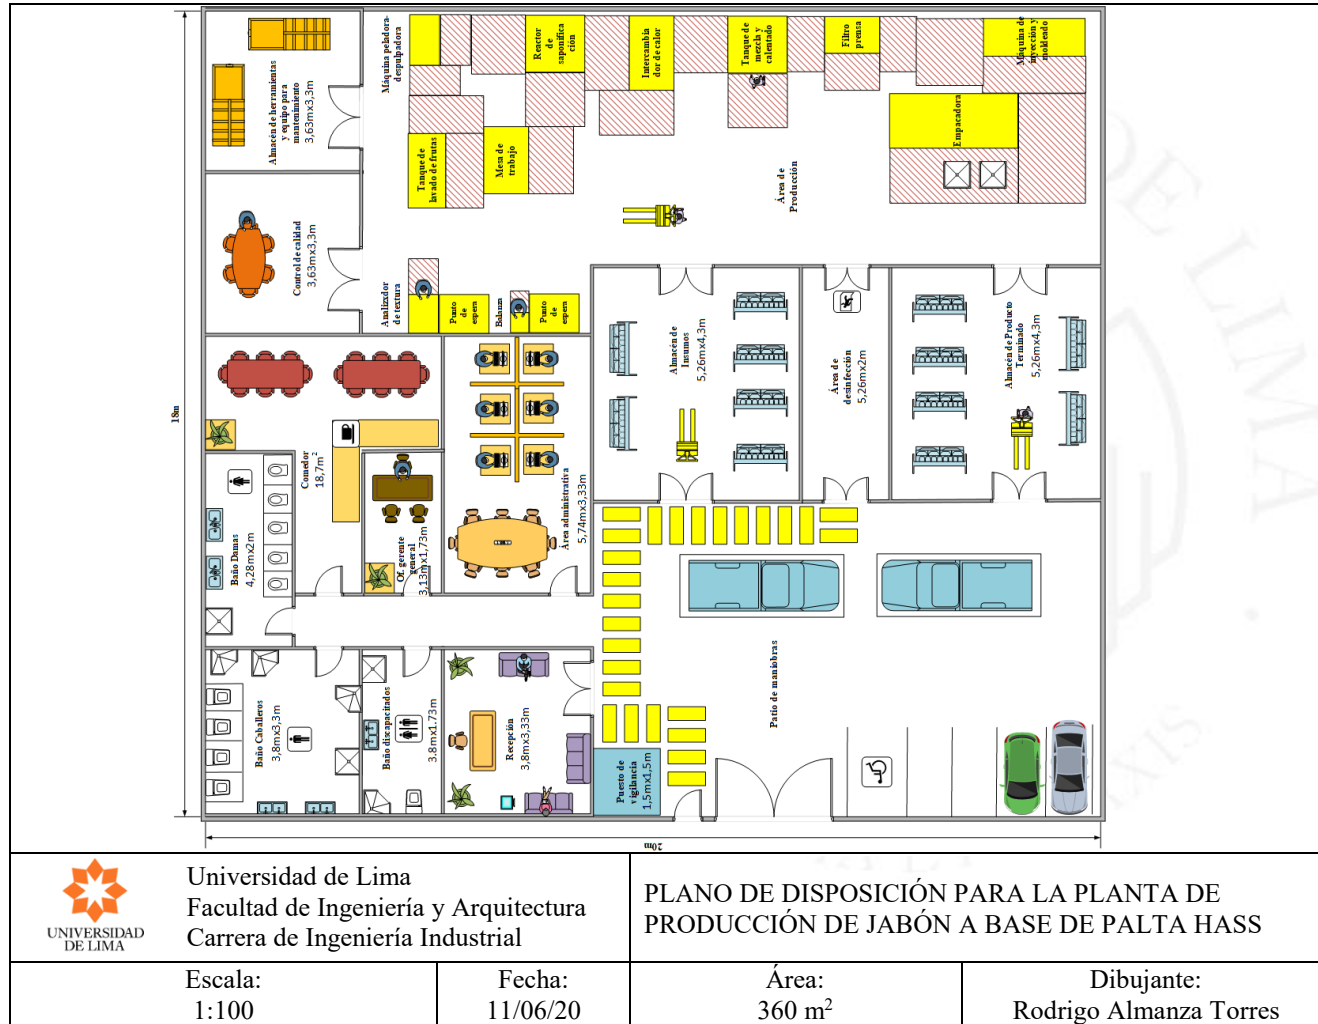 Almacén de herramientas
y equipo para
mantenimiento
3,63mx3,3m
Máquina peladora-
despulpadora
Reactor
de
saponifica
ción
Intercambia
dor de calor
Tanque de
mezcla y
calentado
Filtro
prensa
Máquina de
inyección y
moldeado
Empacadora
Tanque de
lavado de frutas
Mesa de
trabajo
Área de
Producción
Control de calidad
3,63mx3,3m
Analizador
de textura
Punto
de
espera
Balanza
Punto
de
espera
Almacén de
Insumos
5,26mx4,3m
Área de
desinfección
5,26mx2m
Almacén de Producto
Terminado
5,26mx4,3m
18m
Comedor
18,7m²
Baño Damas
4,28mx2m
Of. gerente
general
3,13mx1,73m
Área administrativa
5,74mx3,33m
Baño Caballeros
3,8mx3,3m
Baño discapacitados
3.8mx1.73m
Recepción
3,8mx3,33m
Puesto de
vigilancia
1,5mx1,5m
Patio de maniobras
20m
DE LIMA
UNIVERSIDAD
DE LIMA
Universidad de Lima
Facultad de Ingeniería y Arquitectura
Carrera de Ingeniería Industrial
PLANO DE DISPOSICIÓN PARA LA PLANTA DE
PRODUCCIÓN DE JABÓN A BASE DE PALTA HASS
Escala:
1:100
Fecha:
11/06/20
Área:
360 m²
Dibujante:
Rodrigo Almanza Torres